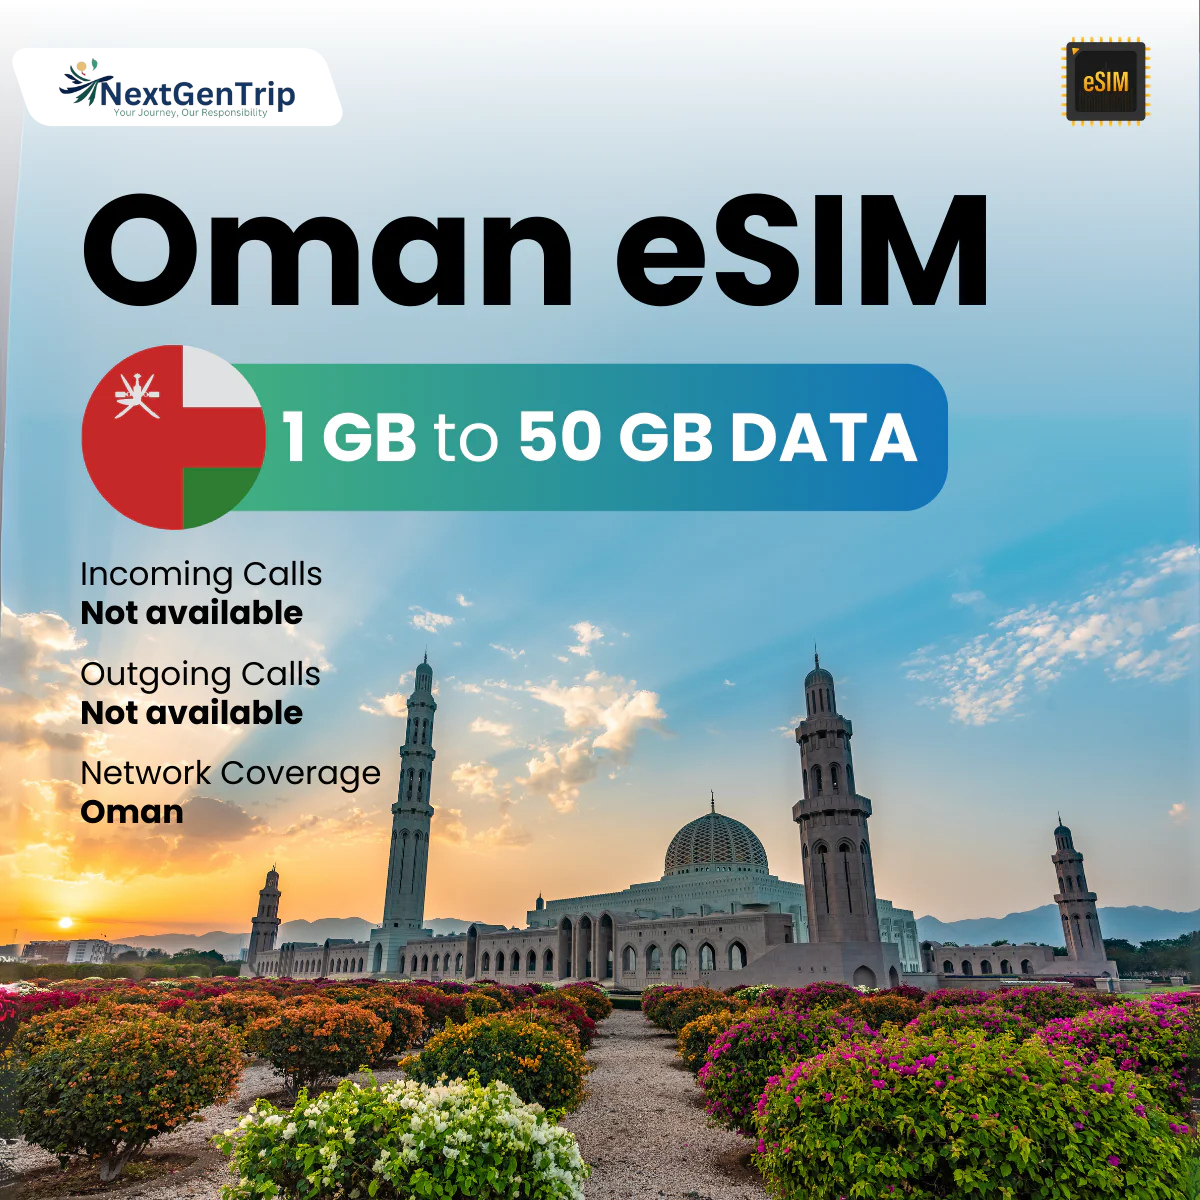 NextGenTrip
Your Journey, Our Responsibility
eSIM
Oman eSIM
1 GB to 50 GB DATA
Incoming Calls
Not available
Outgoing Calls
Not available
Network Coverage
Oman